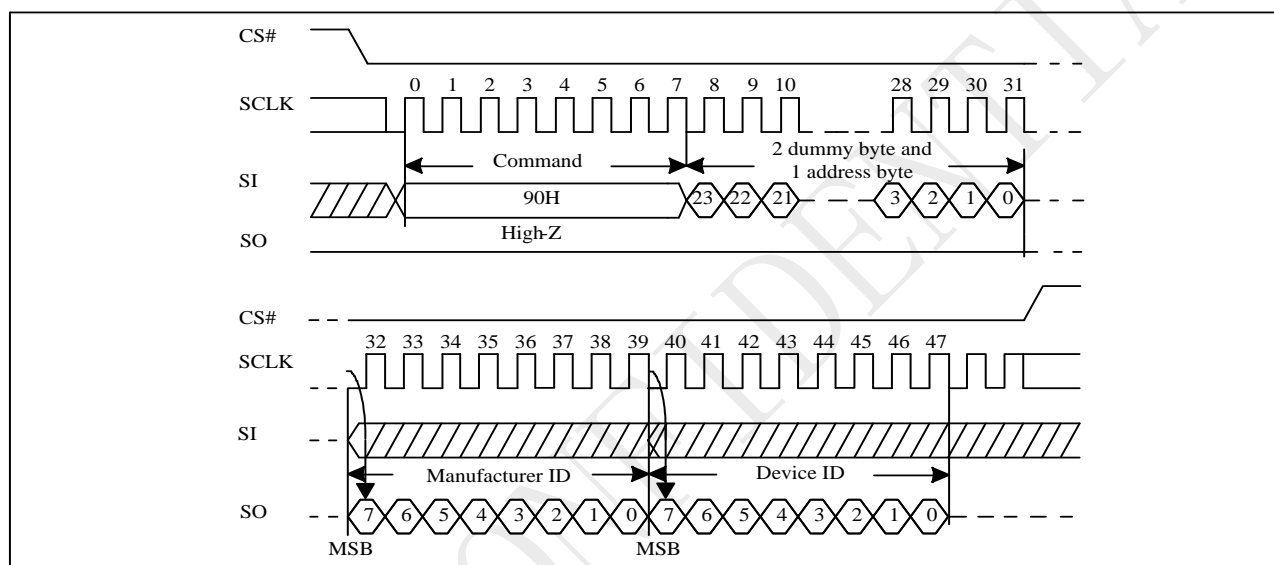 CS#
0 1 2 3 4 5 6 7 8 9 10 28 29 30 31
SCLK
Command
2 dummy byte and
1 address byte
SI
90H
23 22 21 3 2 1 0
High-Z
SO
CS#
32 33 34 35 36 37 38 39 40 41 42 43 44 45 46 47
SCLK
SI
Manufacturer ID
Device ID
SO
7 6 5 4 3 2 1 0 7 6 5 4 3 2 1 0
MSB
MSB
ONFIDENTIA